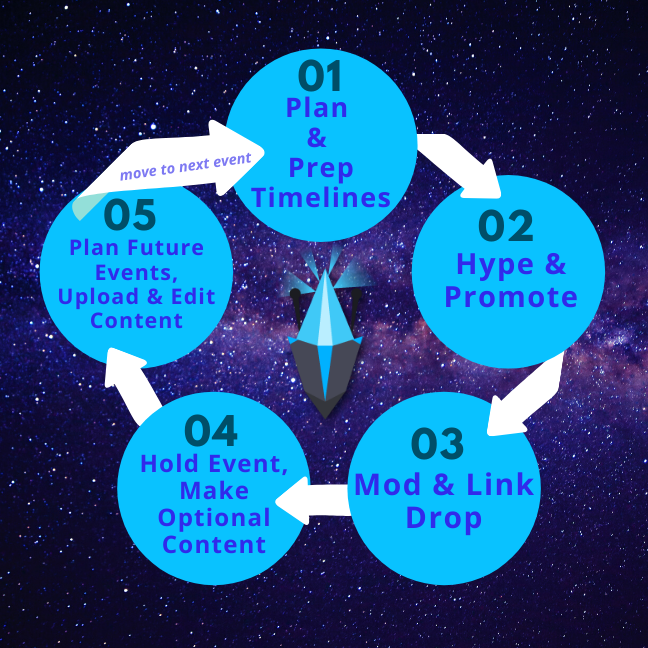 01
Plan
&
Prep
Timelines
02
Hype &
Promote
03
Mod & Link
Drop
04
Hold Event,
Make
Optional
Content
05
Plan Future
Events,
Upload & Edit
Content
move to next event